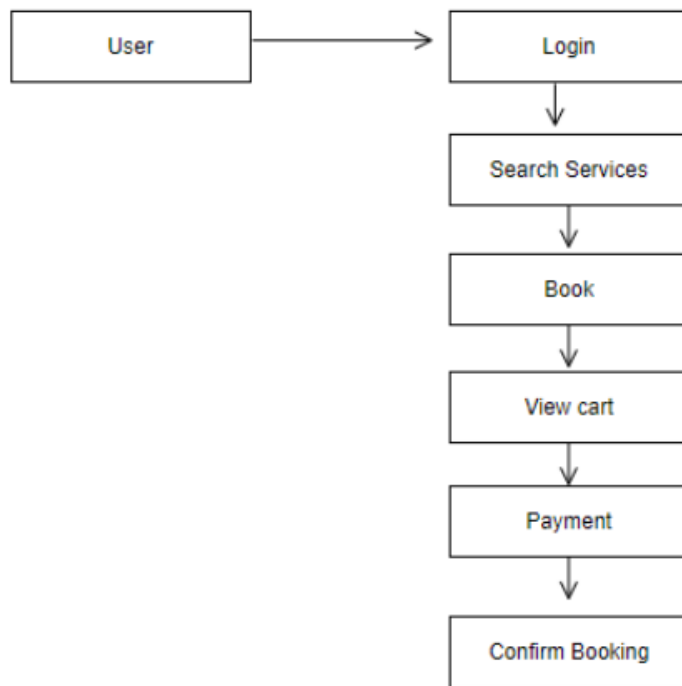 User
Login
Search Services
Book
View cart
Payment
Confirm Booking